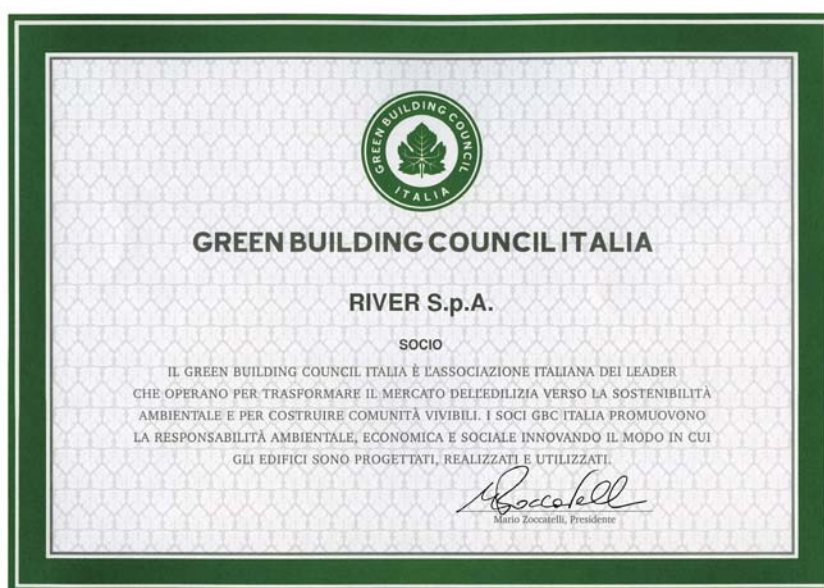 GREEN BUILDING COUNCIL
ITALIA
GREEN BUILDING COUNCIL ITALIA
RIVER S.p.A.
SOCIO
IL GREEN BUILDING COUNCIL ITALIA È L'ASSOCIAZIONE ITALIANA DEI LEADER
CHE OPERANO PER TRASFORMARE IL MERCATO DELL'EDILIZIA VERSO LA SOSTENIBILITÀ
AMBIENTALE E PER COSTRUIRE COMUNITÀ VIVIBILI. I SOCI GBC ITALIA PROMUOVONO
LA RESPONSABILITÀ AMBIENTALE, ECONOMICA E SOCIALE INNOVANDO IL MODO IN CUI
GLI EDIFICI SONO PROGETTATI, REALIZZATI E UTILIZZATI.
MZoccatelli
Mario Zoccatelli, Presidente